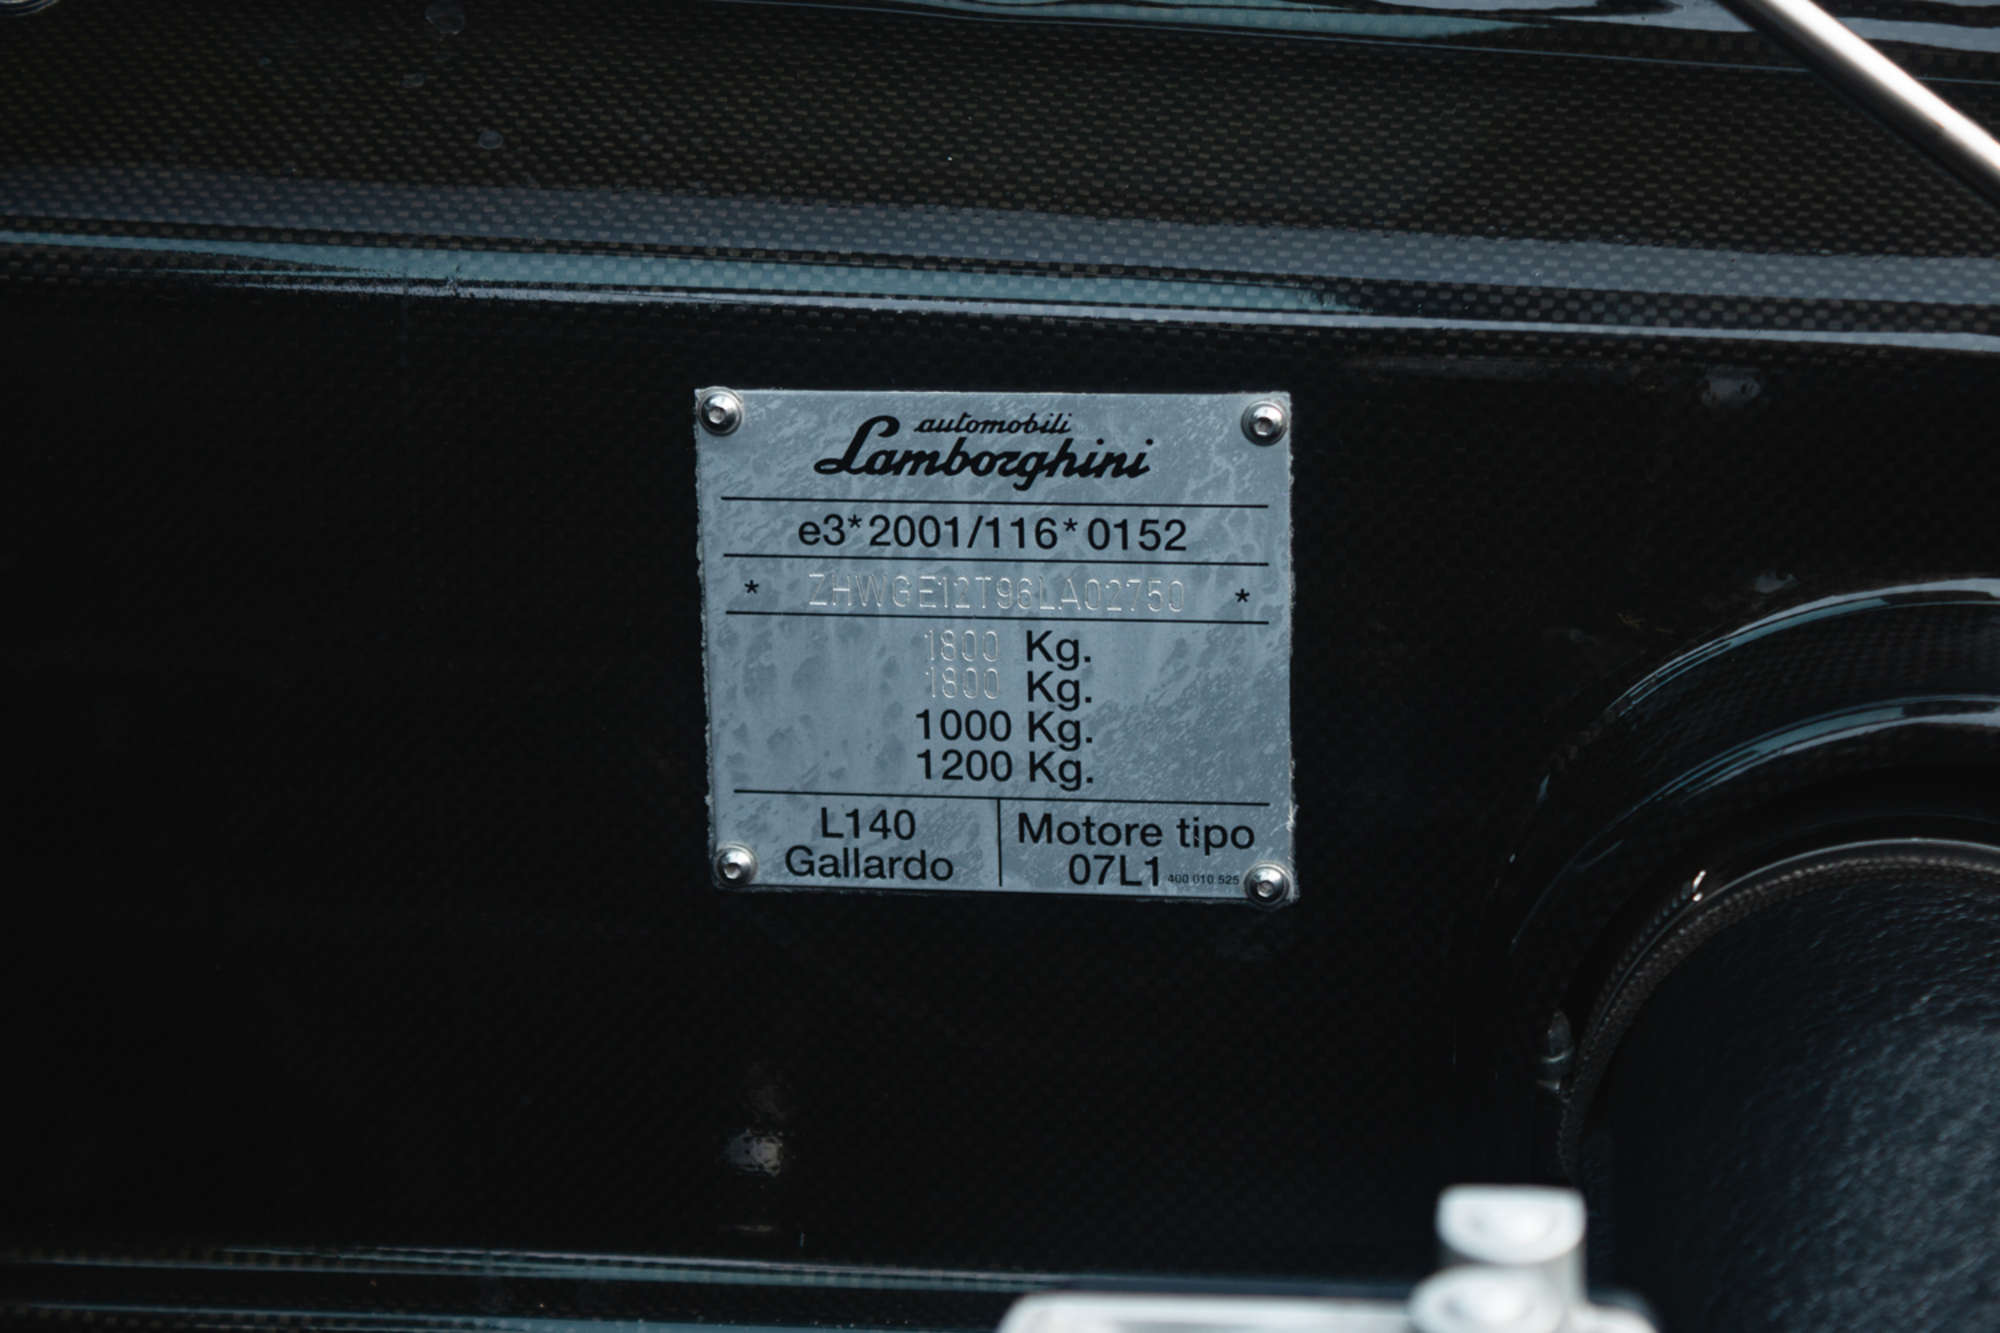 automobili
Lamborghini
e3*2001/116*0152
* ZHWGE12T96LA02750 *
1800 Kg.
1800 Kg.
1000 Kg.
1200 Kg.
L140
Gallardo
Motore tipo
07L1 400 010 525